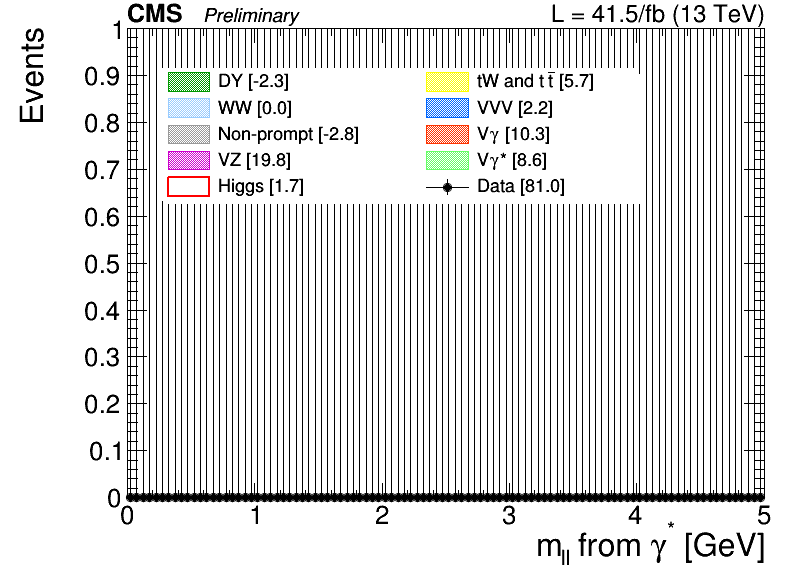 CMS Preliminary L = 41.5/fb (13 TeV)
Events
1
0.9
0.8
0.7
0.6
0.5
0.4
0.3
0.2
0.1
0
DY [-2.3]
WW [0.0]
Non-prompt [-2.8]
VZ [19.8]
Higgs [1.7]
tW and tt̅ [5.7]
VVV [2.2]
Vγ [10.3]
Vγ* [8.6]
Data [81.0]
0 1 2 3 4 5
m_ll from γ* [GeV]